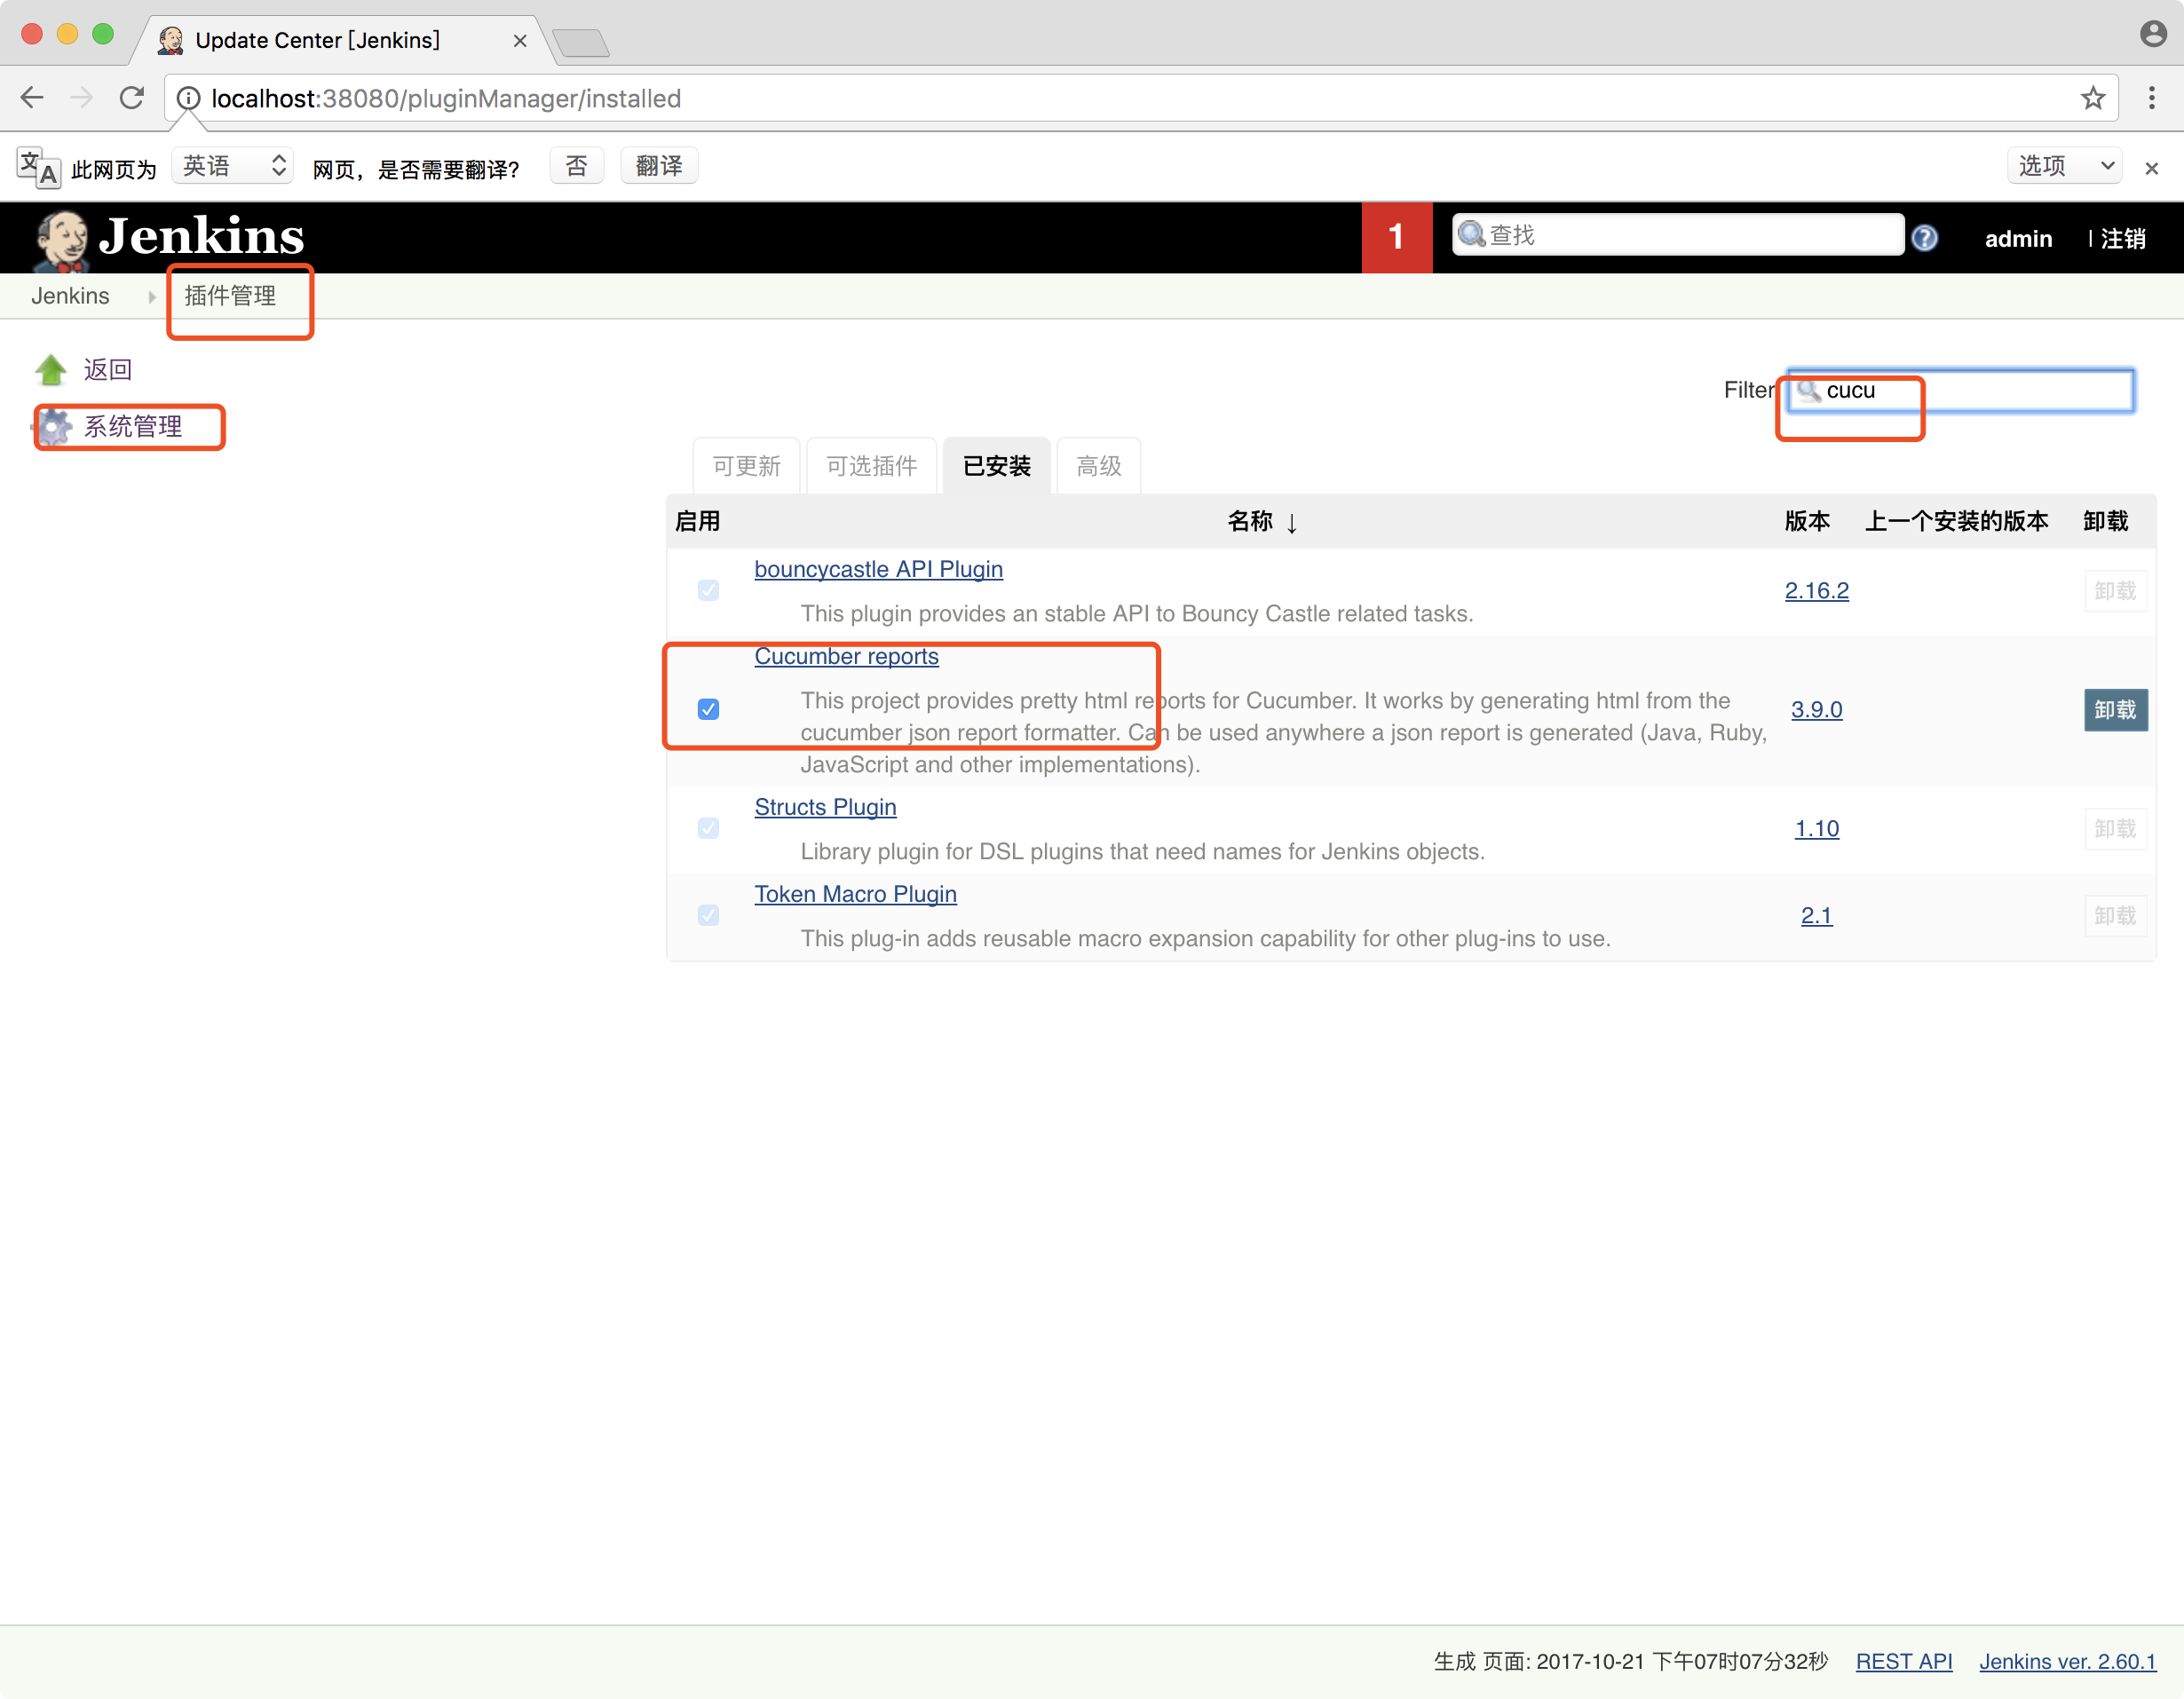 Update Center [Jenkins]
localhost:38080/pluginManager/installed
此网页为 英语 网页，是否需要翻译? 否 翻译 选项
Jenkins 1 查找 admin | 注销
Jenkins 插件管理
返回
系统管理
Filter: cucu
可更新 可选插件 已安装 高级
启用 名称 ↓ 版本 上一个安装的版本 卸载
bouncycastle API Plugin
This plugin provides an stable API to Bouncy Castle related tasks.
2.16.2 卸载
Cucumber reports
This project provides pretty html reports for Cucumber. It works by generating html from the
cucumber json report formatter. Can be used anywhere a json report is generated (Java, Ruby,
JavaScript and other implementations).
3.9.0 卸载
Structs Plugin
Library plugin for DSL plugins that need names for Jenkins objects.
1.10 卸载
Token Macro Plugin
This plug-in adds reusable macro expansion capability for other plug-ins to use.
2.1 卸载
生成 页面: 2017-10-21 下午07时07分32秒 REST API Jenkins ver. 2.60.1